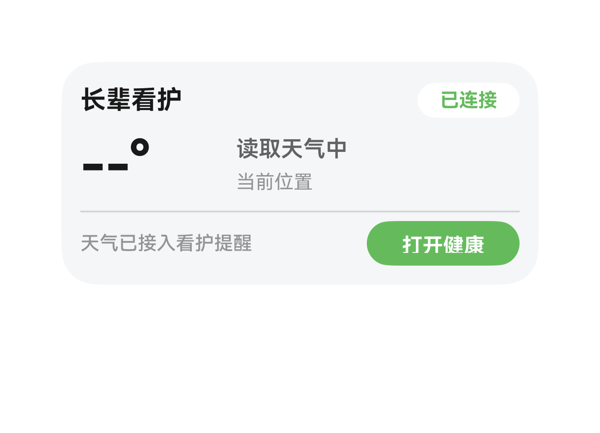 长辈看护
已连接
__°
读取天气中
当前位置
天气已接入看护提醒
打开健康